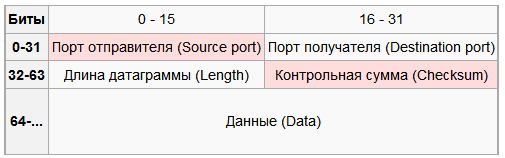 Биты 0 - 15 16 - 31
0-31 Порт отправителя (Source port) Порт получателя (Destination port)
32-63 Длина датаграммы (Length) Контрольная сумма (Checksum)
64-... Данные (Data)